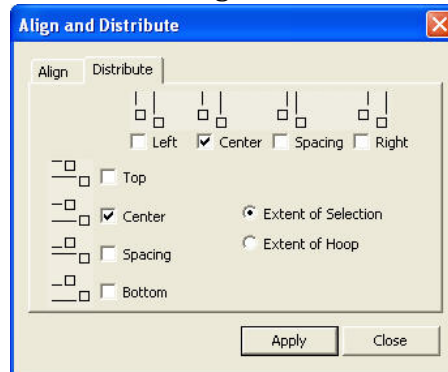 Align and Distribute
Align Distribute
Left Center Spacing Right
Top
Center Extent of Selection
Spacing Extent of Hoop
Bottom
Apply Close